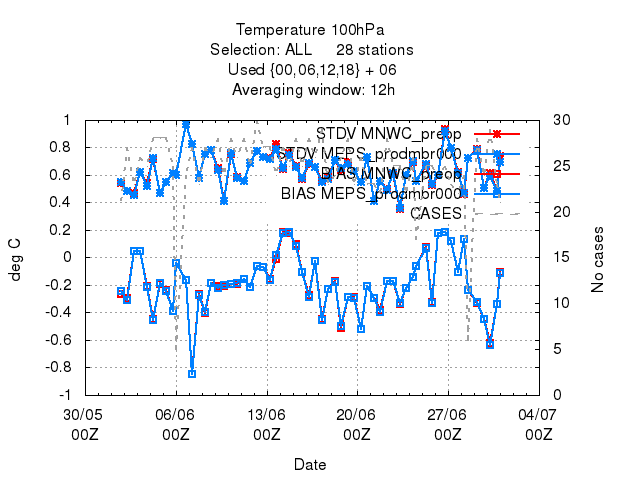 Temperature 100hPa
Selection: ALL 28 stations
Used {00,06,12,18} + 06
Averaging window: 12h
1
0.8
0.6
0.4
0.2
0
-0.2
-0.4
-0.6
-0.8
-1
deg C
30
25
20
15
10
5
0
No cases
STDV MNWC_preop
STDV MEPS_prodmbr000
BIAS MNWC_preop
BIAS MEPS_prodmbr000
CASES
30/05 06/06 13/06 20/06 27/06 04/07
00Z 00Z 00Z 00Z 00Z 00Z
Date